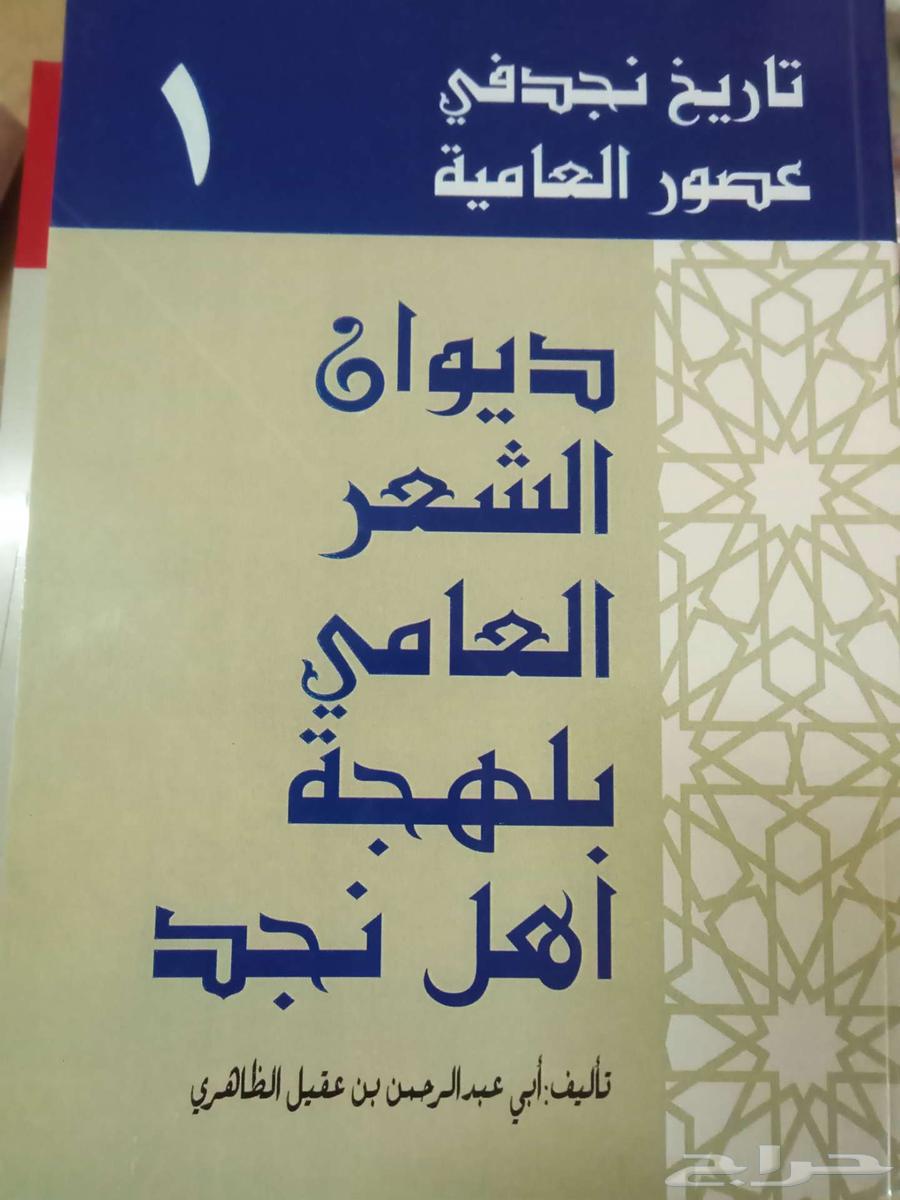 تاريخ نجد في
عصور العامية
١
ديوان
الشعر
العامي
بلهجة
أهل نجد
تأليف: أبي عبدالرحمن بن عقيل الظاهري
حراج